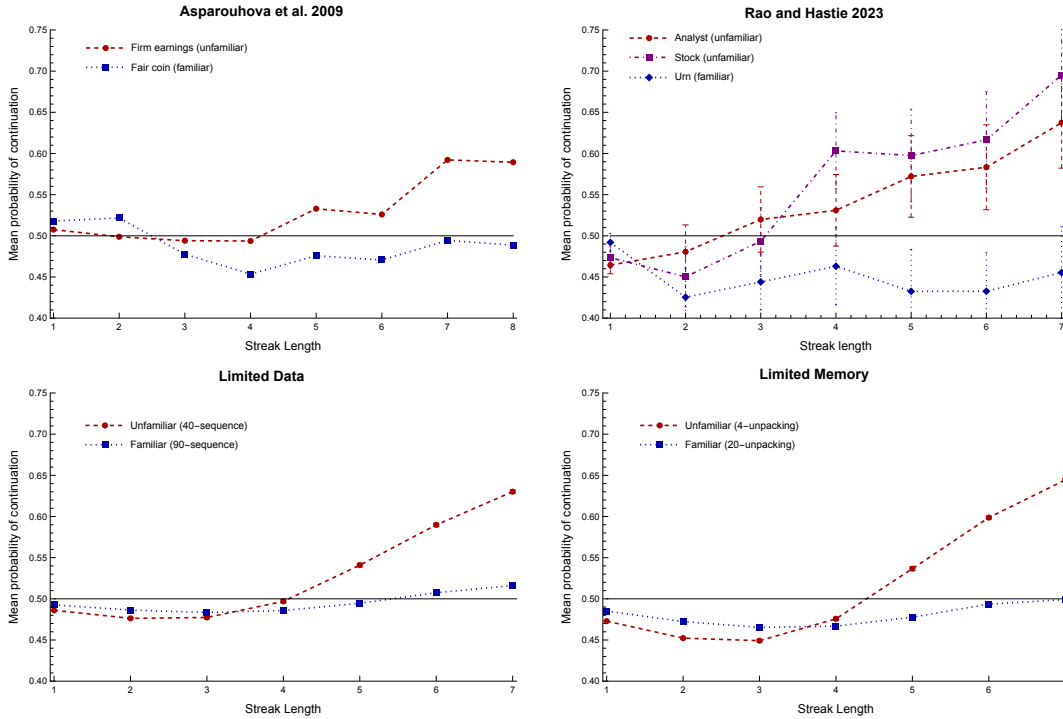 Asparouhova et al. 2009
Mean probability of continuation
0.75
0.70
0.65
0.60
0.55
0.50
0.45
0.40
Firm earnings (unfamiliar)
Fair coin (familiar)
1 2 3 4 5 6 7 8
Streak Length
Rao and Hastie 2023
Mean probability of continuation
0.75
0.70
0.65
0.60
0.55
0.50
0.45
0.40
Analyst (unfamiliar)
Stock (unfamiliar)
Urn (familiar)
1 2 3 4 5 6 7
Streak length
Limited Data
Mean probability of continuation
0.75
0.70
0.65
0.60
0.55
0.50
0.45
0.40
Unfamiliar (40−sequence)
Familiar (90−sequence)
1 2 3 4 5 6 7
Streak Length
Limited Memory
Mean probability of continuation
0.75
0.70
0.65
0.60
0.55
0.50
0.45
0.40
Unfamiliar (4−unpacking)
Familiar (20−unpacking)
1 2 3 4 5 6
Streak Length